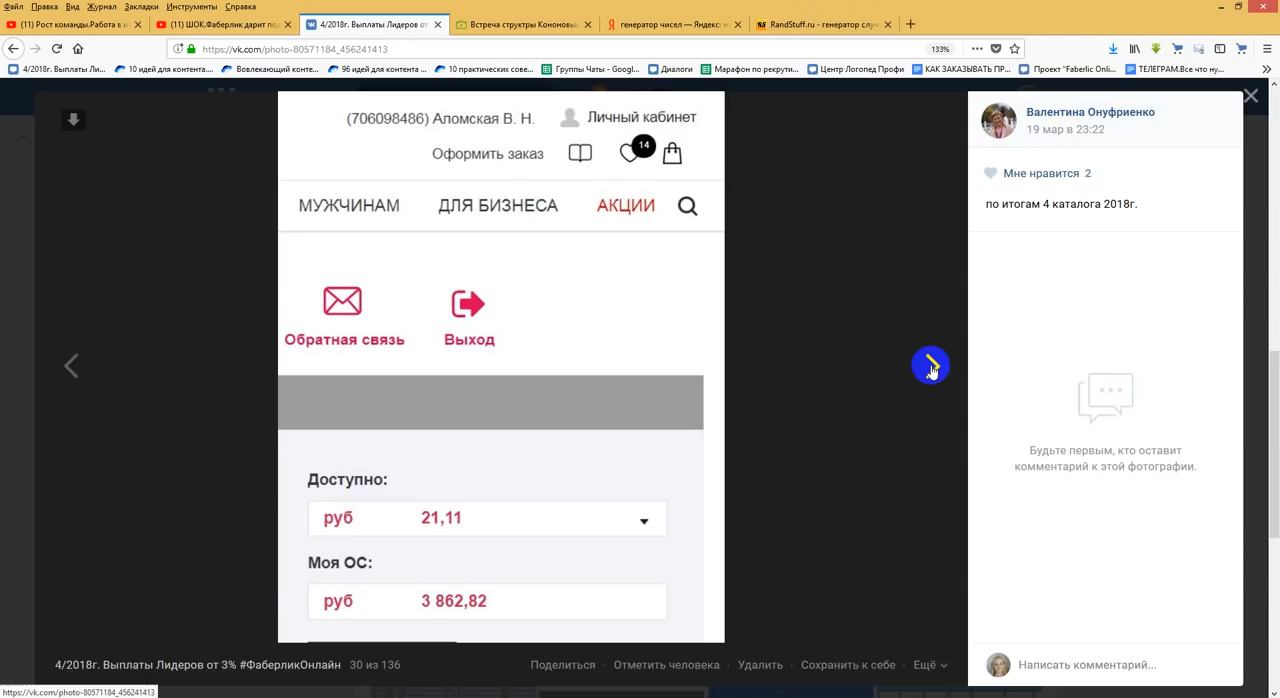 Файл Правка Вид Журнал Закладки Инструменты Справка
(11) Рост команды.Работа в и
(11) ШОК.Фаберлик дарит под
4/2018г. Выплаты Лидеров от
Встреча структры Кононовы
генератор чисел — Яндекс н
RandStuff.ru - генератор случ
https://vk.com/photo-80571184_456241413
133%
4/2018г. Выплаты Ли...
10 идей для контента....
Вовлекающий конте...
96 идей для контента ...
10 практических сове...
Группы Чаты - Googl...
Диалоги
Марафон по рекрути...
Центр Логопед Профи
КАК ЗАКАЗЫВАТЬ ПР...
Проект "Faberlic Onli...
ТЕЛЕГРАМ.Все что ну...
(706098486) Аломская В. Н.
Личный кабинет
Оформить заказ
14
МУЖЧИНАМ ДЛЯ БИЗНЕСА АКЦИИ
Обратная связь Выход
Доступно:
руб 21,11
Моя ОС:
руб 3 862,82
Валентина Онуфриенко
19 мар в 23:22
Мне нравится 2
по итогам 4 каталога 2018г.
Будьте первым, кто оставит
комментарий к этой фотографии.
Написать комментарий...
4/2018г. Выплаты Лидеров от 3% #ФаберликОнлайн 30 из 136
Поделиться · Отметить человека · Удалить · Сохранить к себе · Ещё
https://vk.com/photo-80571184_456241413